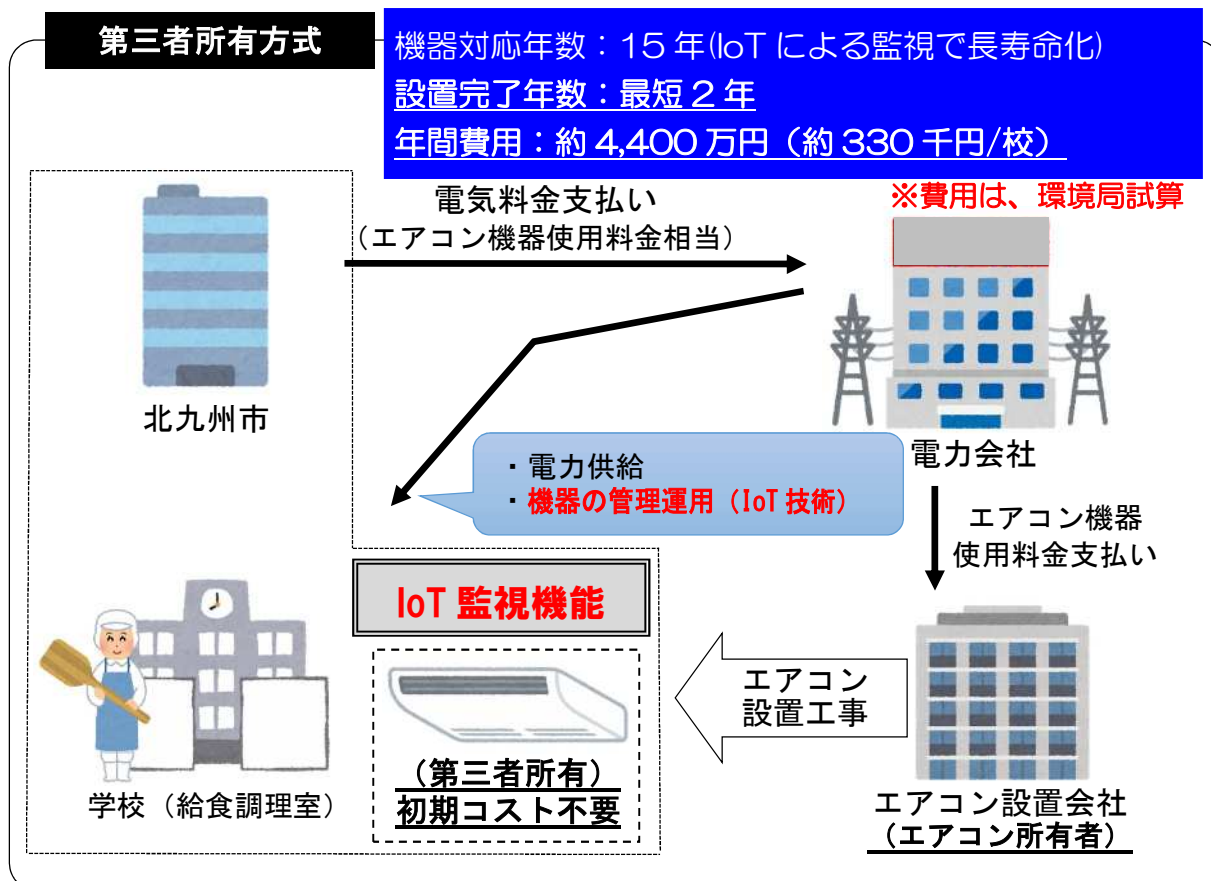 第三者所有方式
機器対応年数：15年(IoTによる監視で長寿命化)
設置完了年数：最短2年
年間費用：約4,400万円（約330千円/校）
※費用は、環境局試算
電気料金支払い
（エアコン機器使用料金相当）
北九州市
電力会社
・電力供給
・機器の管理運用（IoT技術）
エアコン機器
使用料金支払い
IoT監視機能
エアコン
設置工事
（第三者所有）
初期コスト不要
学校（給食調理室）
エアコン設置会社
（エアコン所有者）